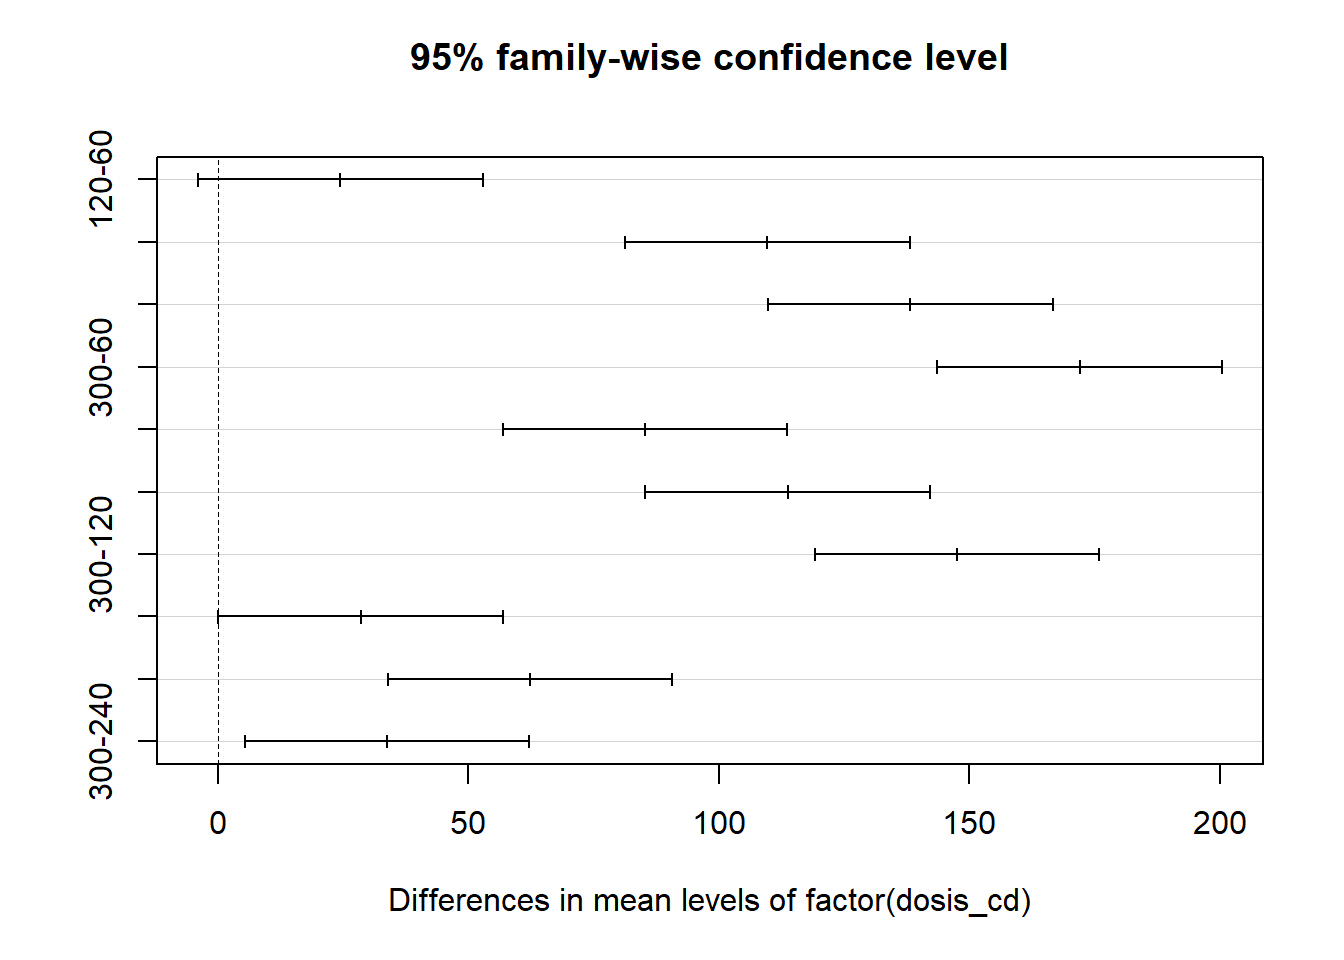 95% family-wise confidence level
120-60
300-60
300-120
300-240
0 50 100 150 200
Differences in mean levels of factor(dosis_cd)